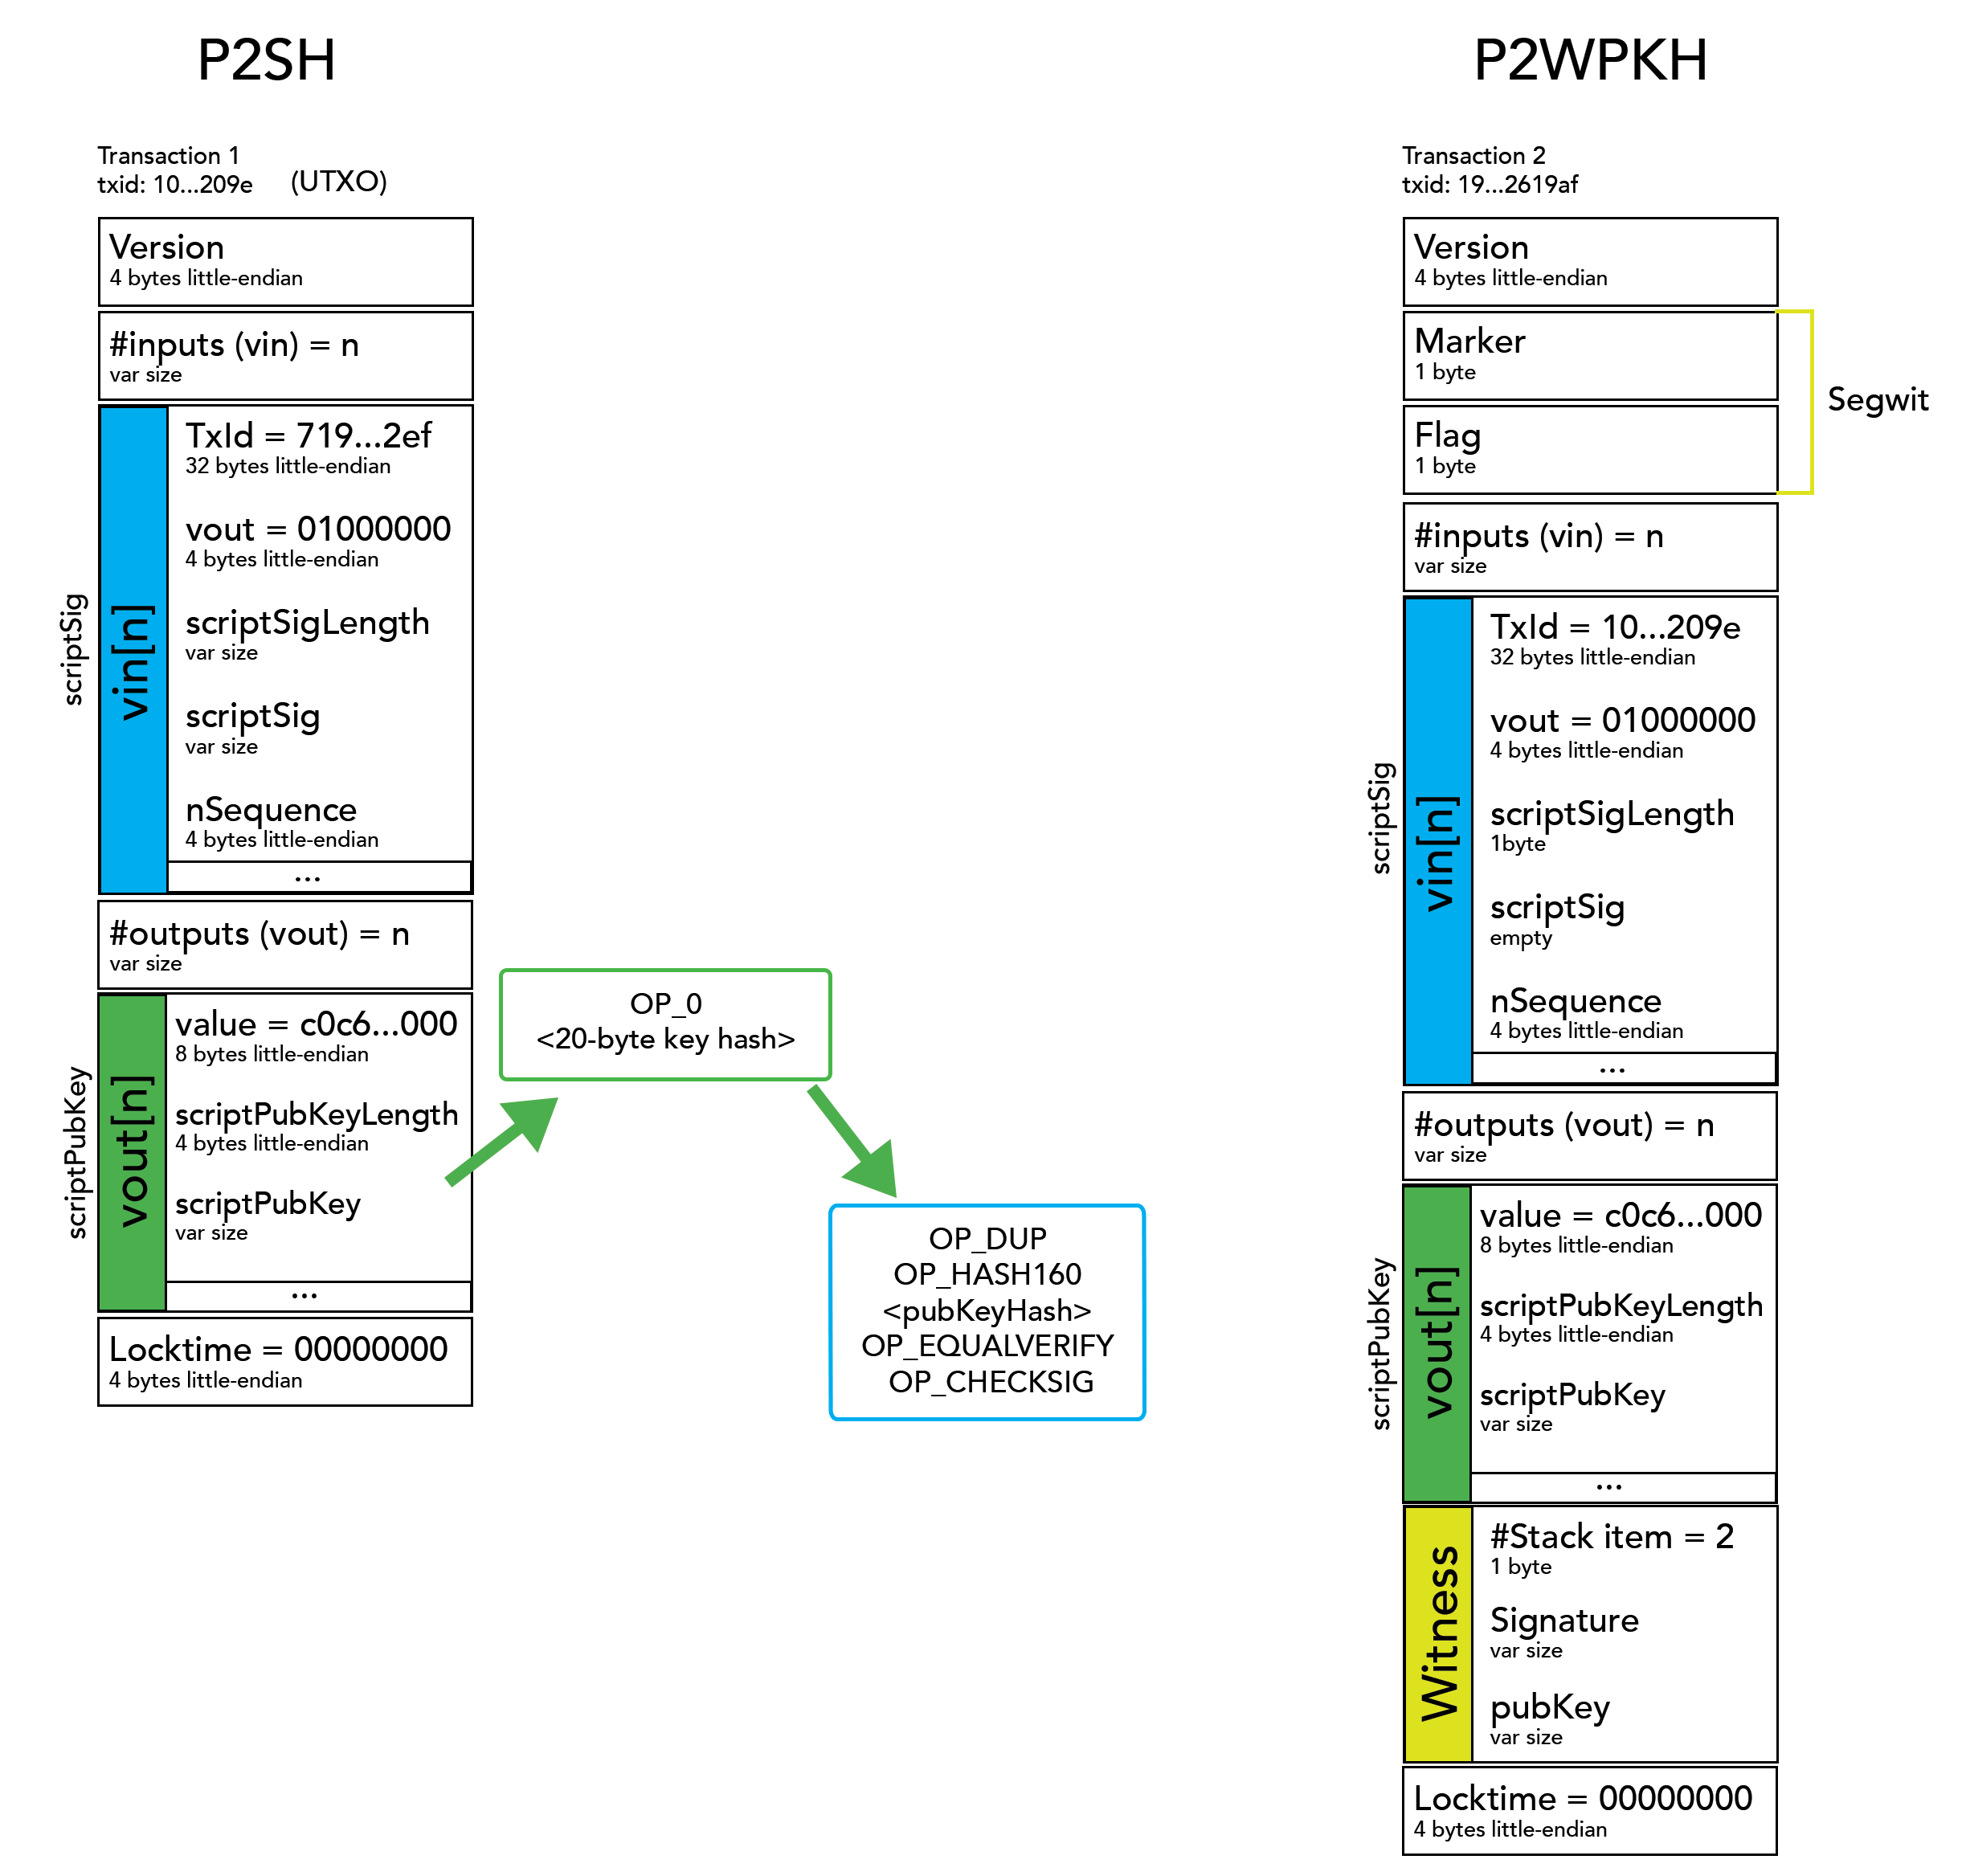 P2SH
Transaction 1
txid: 10...209e
(UTXO)
Version
4 bytes little-endian
#inputs (vin) = n
var size
scriptSig
vin[n]
TxId = 719...2ef
32 bytes little-endian
vout = 01000000
4 bytes little-endian
scriptSigLength
var size
scriptSig
var size
nSequence
4 bytes little-endian
...
#outputs (vout) = n
var size
scriptPubKey
vout[n]
value = c0c6...000
8 bytes little-endian
scriptPubKeyLength
4 bytes little-endian
scriptPubKey
var size
...
Locktime = 00000000
4 bytes little-endian
OP_0
<20-byte key hash>
OP_DUP
OP_HASH160
<pubKeyHash>
OP_EQUALVERIFY
OP_CHECKSIG
P2WPKH
Transaction 2
txid: 19...2619af
Version
4 bytes little-endian
Marker
1 byte
Flag
1 byte
Segwit
#inputs (vin) = n
var size
scriptSig
vin[n]
TxId = 10...209e
32 bytes little-endian
vout = 01000000
4 bytes little-endian
scriptSigLength
1byte
scriptSig
empty
nSequence
4 bytes little-endian
...
#outputs (vout) = n
var size
scriptPubKey
vout[n]
value = c0c6...000
8 bytes little-endian
scriptPubKeyLength
4 bytes little-endian
scriptPubKey
var size
...
Witness
#Stack item = 2
1 byte
Signature
var size
pubKey
var size
Locktime = 00000000
4 bytes little-endian